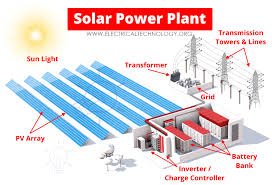 Solar Power Plant
WWW.ELECTRICALTECHNOLOGY.ORG
Transmission
Towers & Lines
Sun Light
Transformer
Grid
PV Array
Battery
Bank
Inverter /
Charge Controller